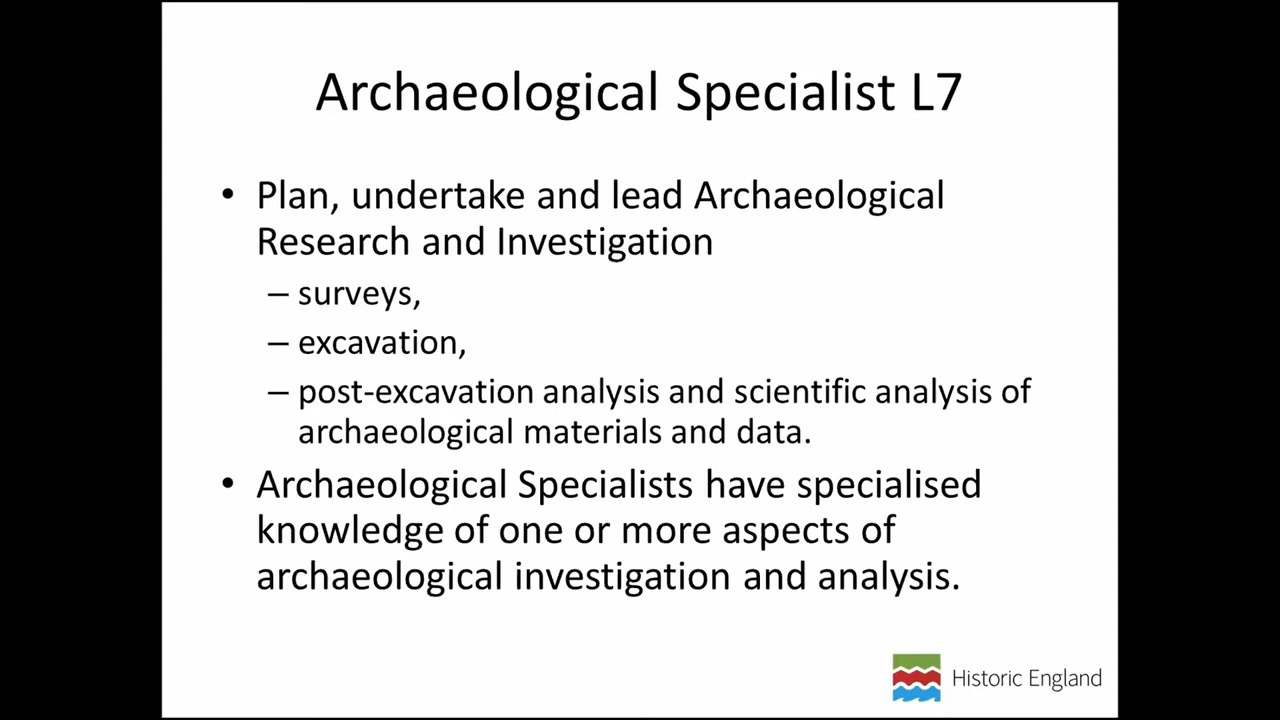 Archaeological Specialist L7
• Plan, undertake and lead Archaeological
Research and Investigation
– surveys,
– excavation,
– post-excavation analysis and scientific analysis of
archaeological materials and data.
• Archaeological Specialists have specialised
knowledge of one or more aspects of
archaeological investigation and analysis.
Historic England